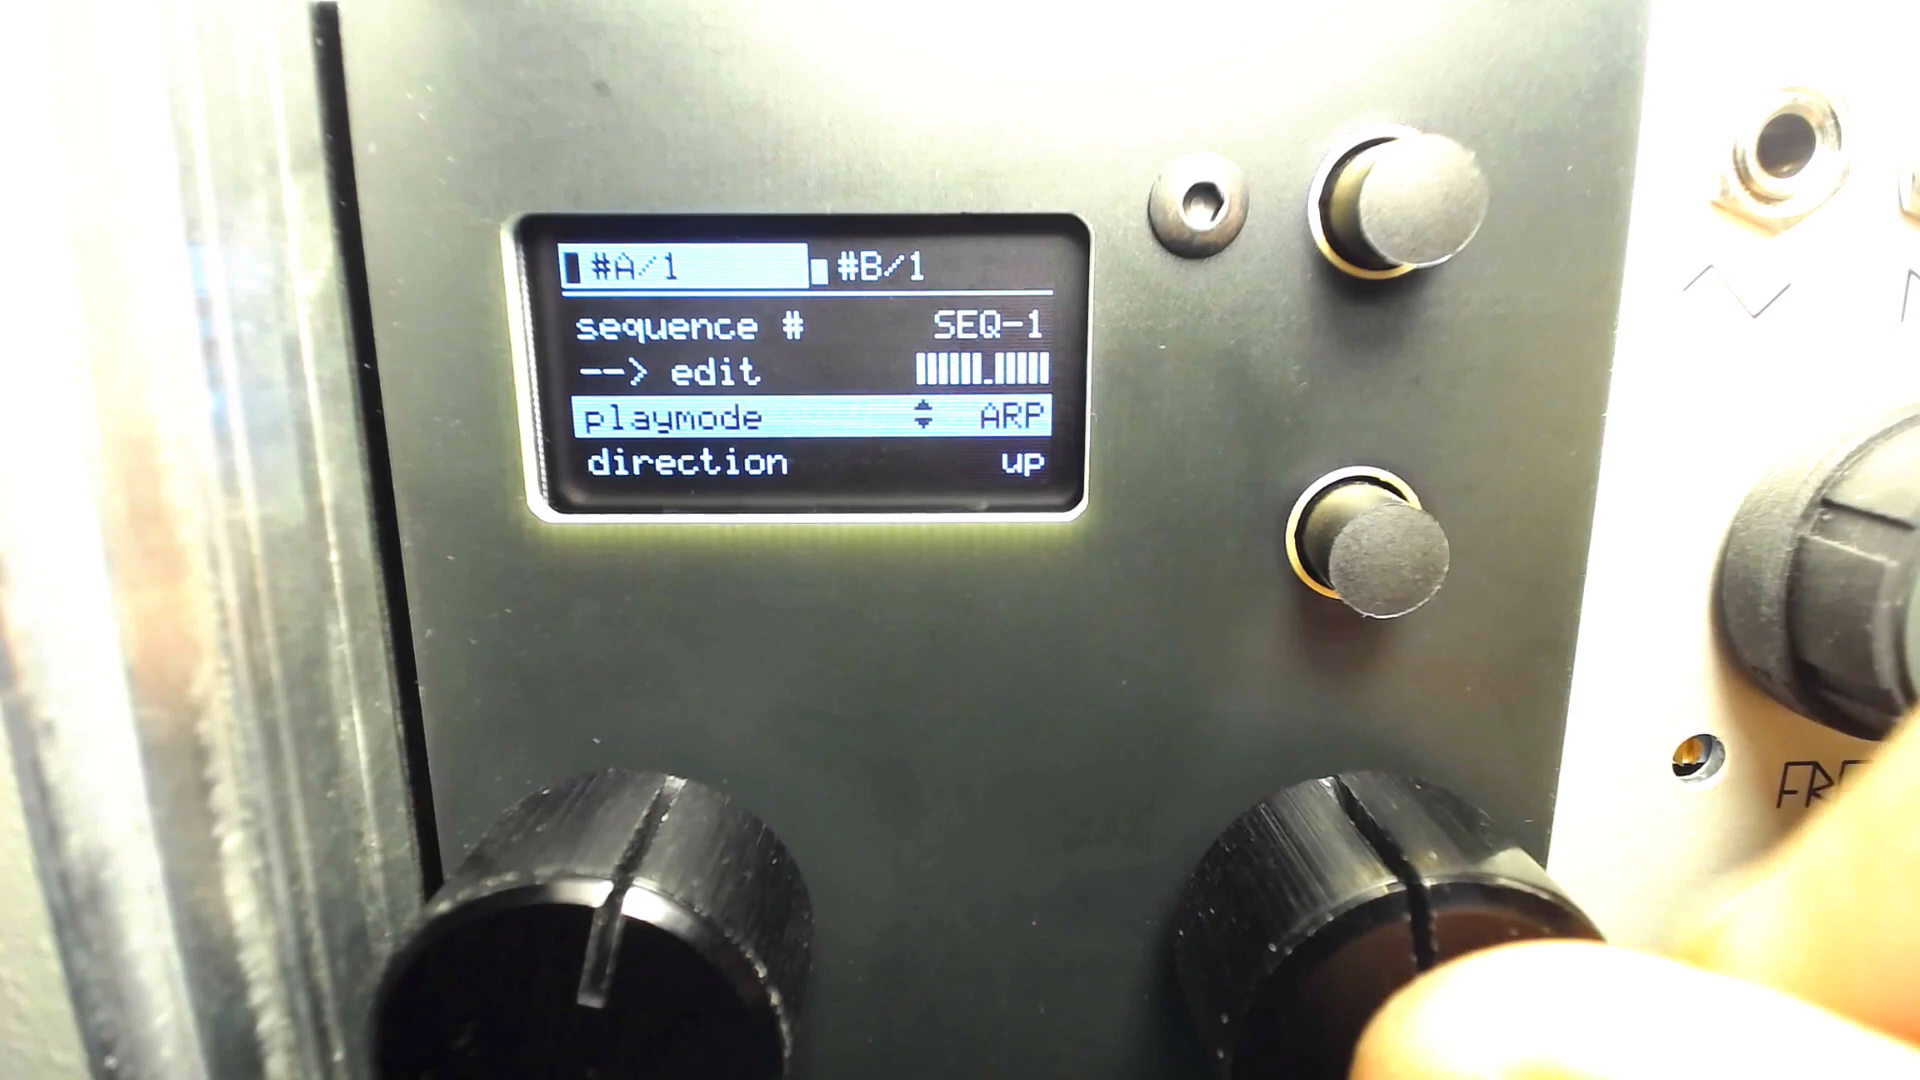 #A/1 #B/1
sequence # SEQ-1
--> edit
playmode ARP
direction up